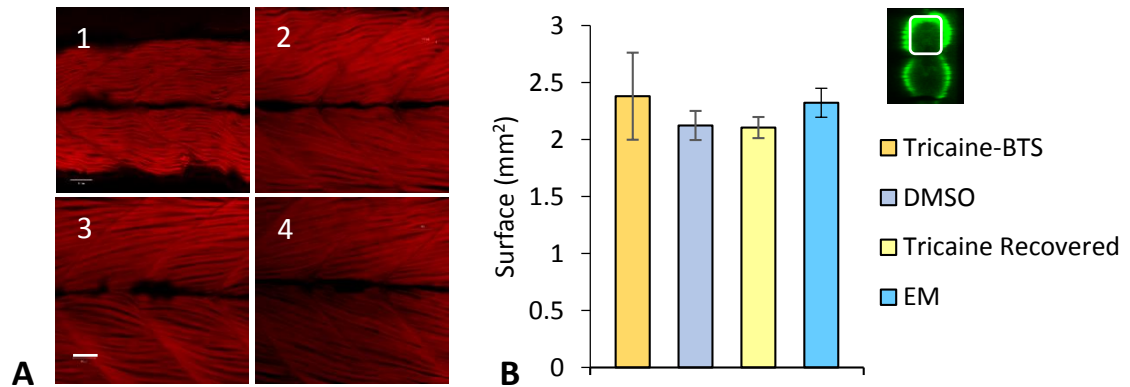 1
2
3
4
A
B
Surface (mm²)
3
2.5
2
1.5
1
0.5
0
Tricaine-BTS
DMSO
Tricaine Recovered
EM